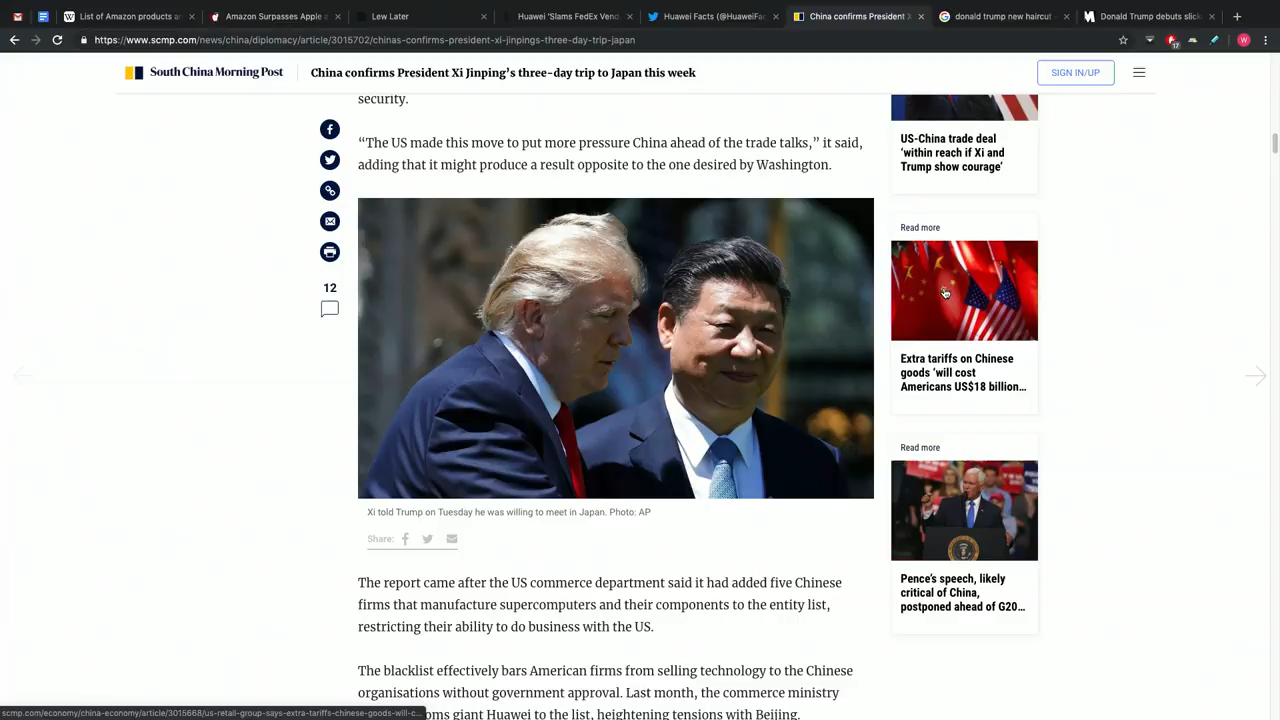 List of Amazon products a
Amazon Surpasses Apple a
Lew Later
Huawei 'Slams FedEx Vend
Huawei Facts (@HuaweiFac
China confirms President X
donald trump new haircut -
Donald Trump debuts slick
https://www.scmp.com/news/china/diplomacy/article/3015702/chinas-confirms-president-xi-jinpings-three-day-trip-japan
17
W
South China Morning Post
China confirms President Xi Jinping's three-day trip to Japan this week
SIGN IN/UP
security.
“The US made this move to put more pressure China ahead of the trade talks,” it said,
adding that it might produce a result opposite to the one desired by Washington.
12
Xi told Trump on Tuesday he was willing to meet in Japan. Photo: AP
Share:
The report came after the US commerce department said it had added five Chinese
firms that manufacture supercomputers and their components to the entity list,
restricting their ability to do business with the US.
The blacklist effectively bars American firms from selling technology to the Chinese
organisations without government approval. Last month, the commerce ministry
oms giant Huawei to the list, heightening tensions with Beijing.
US-China trade deal
‘within reach if Xi and
Trump show courage’
Read more
Extra tariffs on Chinese
goods ‘will cost
Americans US$18 billion...
Read more
Pence’s speech, likely
critical of China,
postponed ahead of G20...
scmp.com/economy/china-economy/article/3015668/us-retail-group-says-extra-tariffs-chinese-goods-will-c...